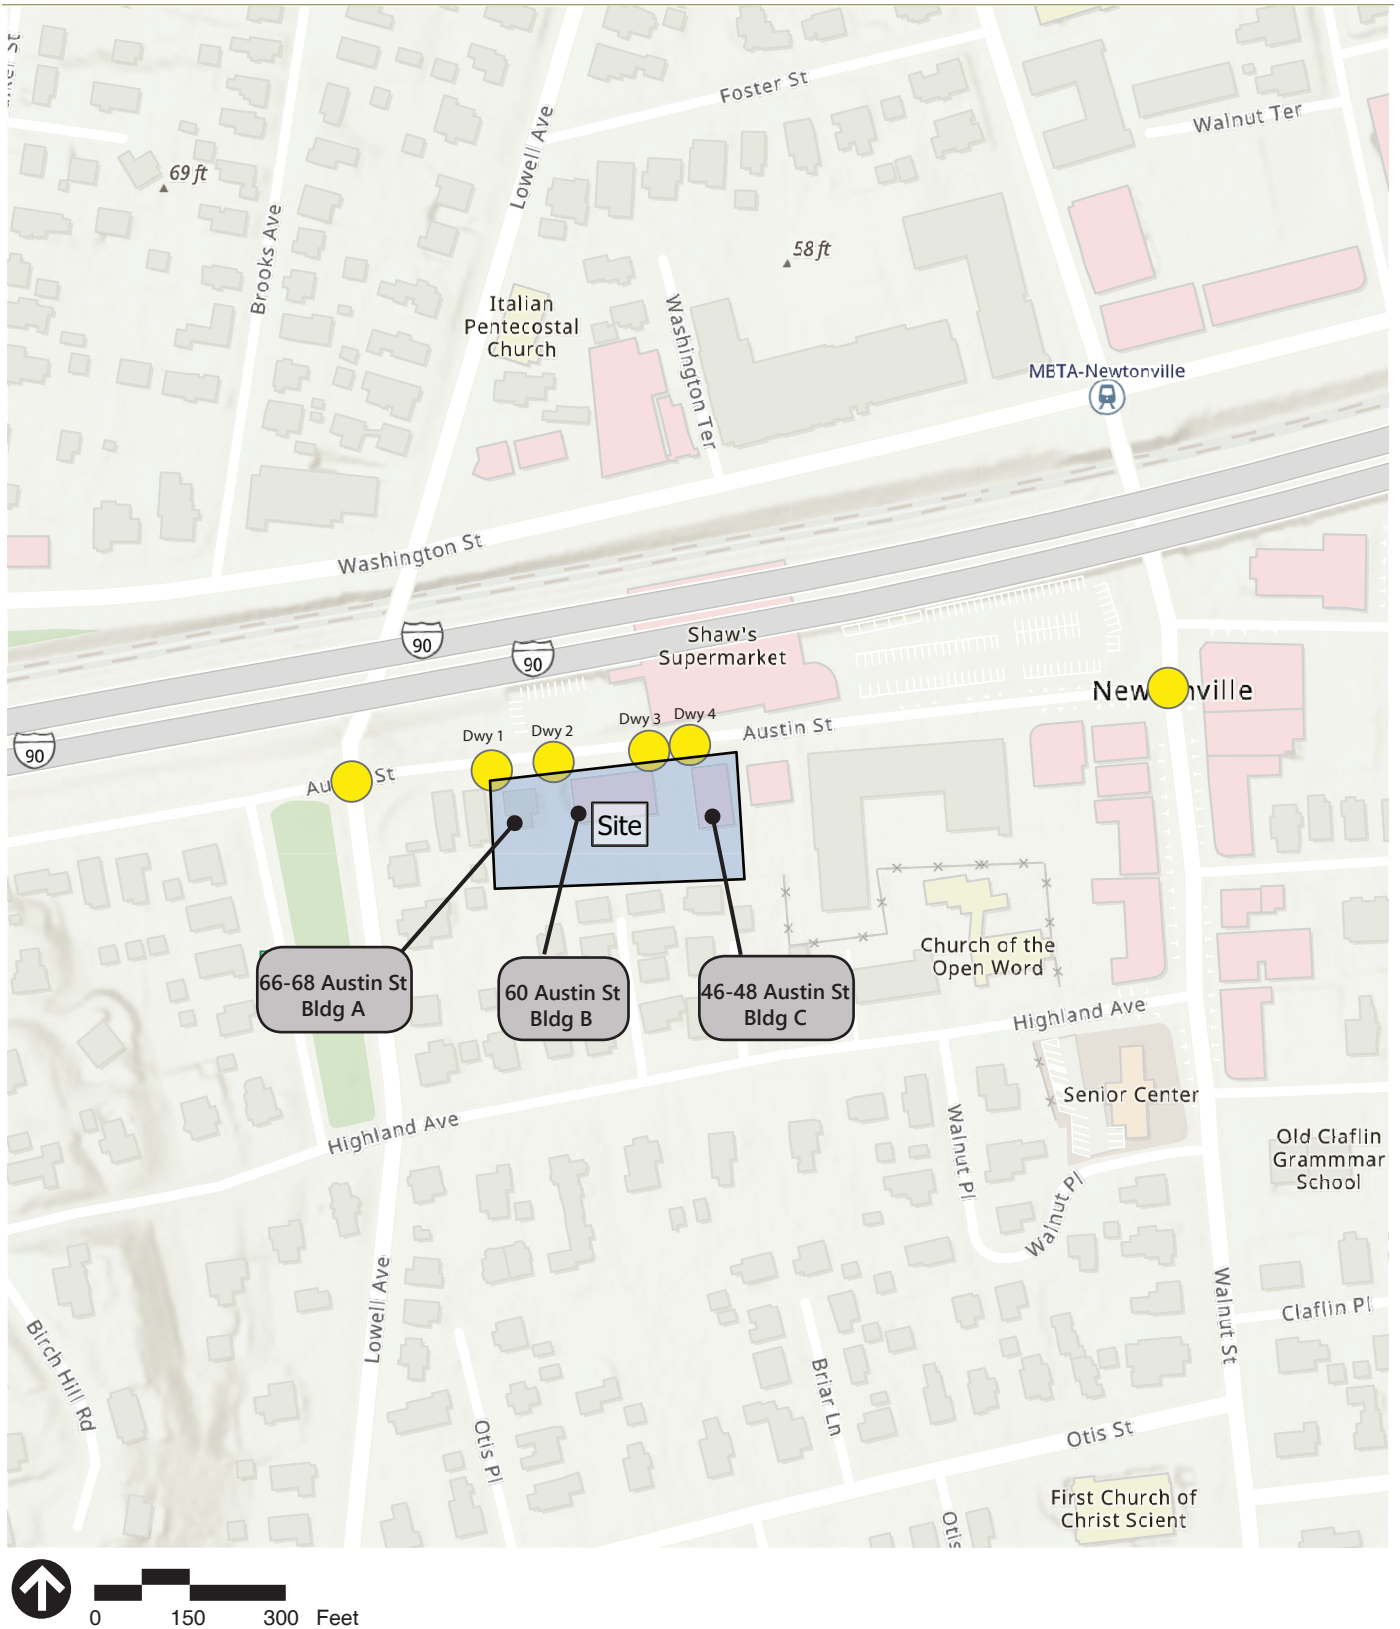 Foster St
Walnut Ter
Lowell Ave
69 ft
Brooks Ave
58 ft
Italian
Pentecostal
Church
Washington Ter
META-Newtonville
Washington St
90
90
90
Shaw's
Supermarket
Newtonville
Dwy 1
Dwy 2
Dwy 3
Dwy 4
Austin St
Au St
Site
66-68 Austin St
Bldg A
60 Austin St
Bldg B
46-48 Austin St
Bldg C
Church of the
Open Word
Highland Ave
Senior Center
Highland Ave
Walnut Pl
Walnut Pl
Old Claflin
Grammmar
School
Lowell Ave
Walnut St
Claflin Pl
Birch Hill Rd
Briar Ln
Otis Pl
Otis St
First Church of
Christ Scient
Otis
0 150 300 Feet